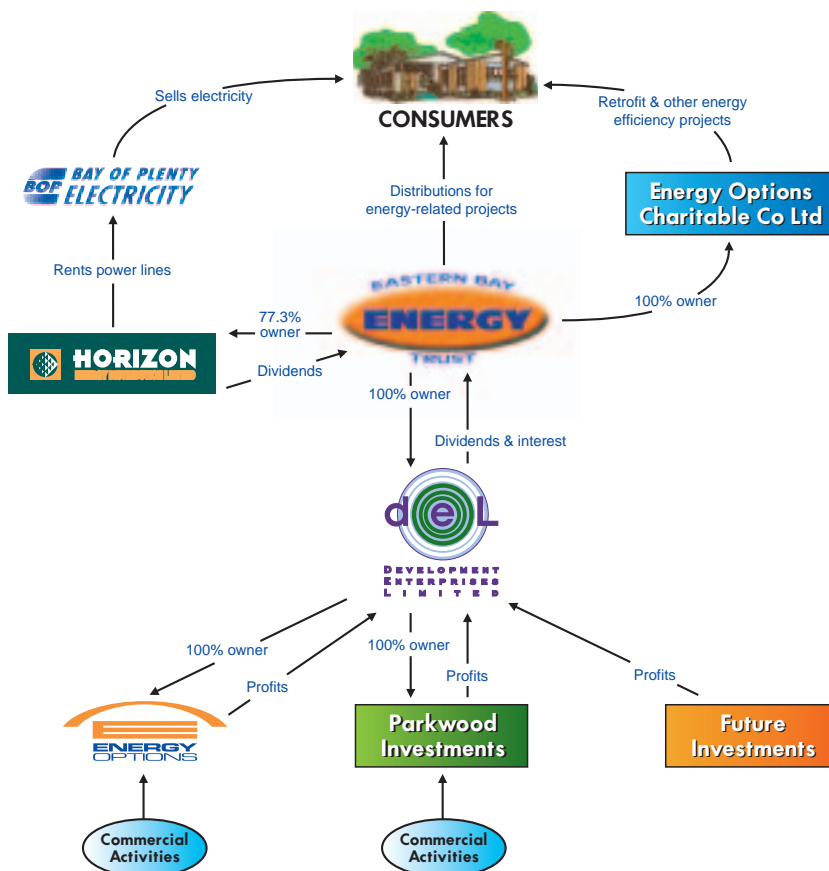 CONSUMERS
Sells electricity
Retrofit & other energy
efficiency projects
BOP
BAY OF PLENTY
ELECTRICITY
Distributions for
energy-related projects
Energy Options
Charitable Co Ltd
Rents power lines
EASTERN BAY
ENERGY
TRUST
77.3%
owner
100% owner
HORIZON
Dividends
100% owner
Dividends & interest
deL
DEVELOPMENT
ENTERPRISES
LIMITED
100% owner
100% owner
Profits
Profits
Profits
ENERGY
OPTIONS
Parkwood
Investments
Future
Investments
Commercial
Activities
Commercial
Activities